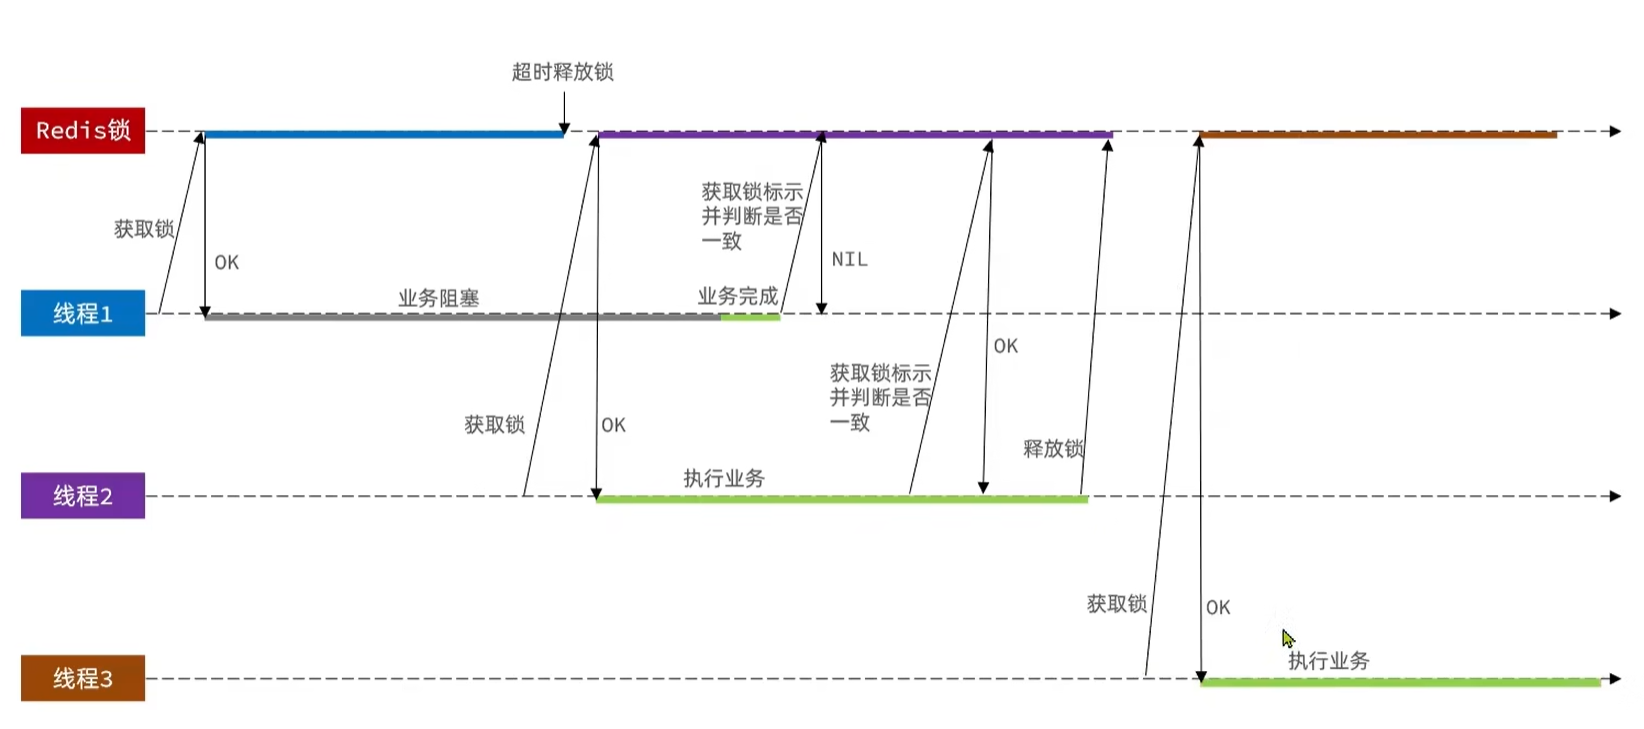 超时释放锁
Redis锁
获取锁标示
并判断是否
一致
获取锁
OK
NIL
业务阻塞
业务完成
线程1
OK
获取锁标示
并判断是否
一致
获取锁
OK
释放锁
执行业务
线程2
获取锁
OK
执行业务
线程3